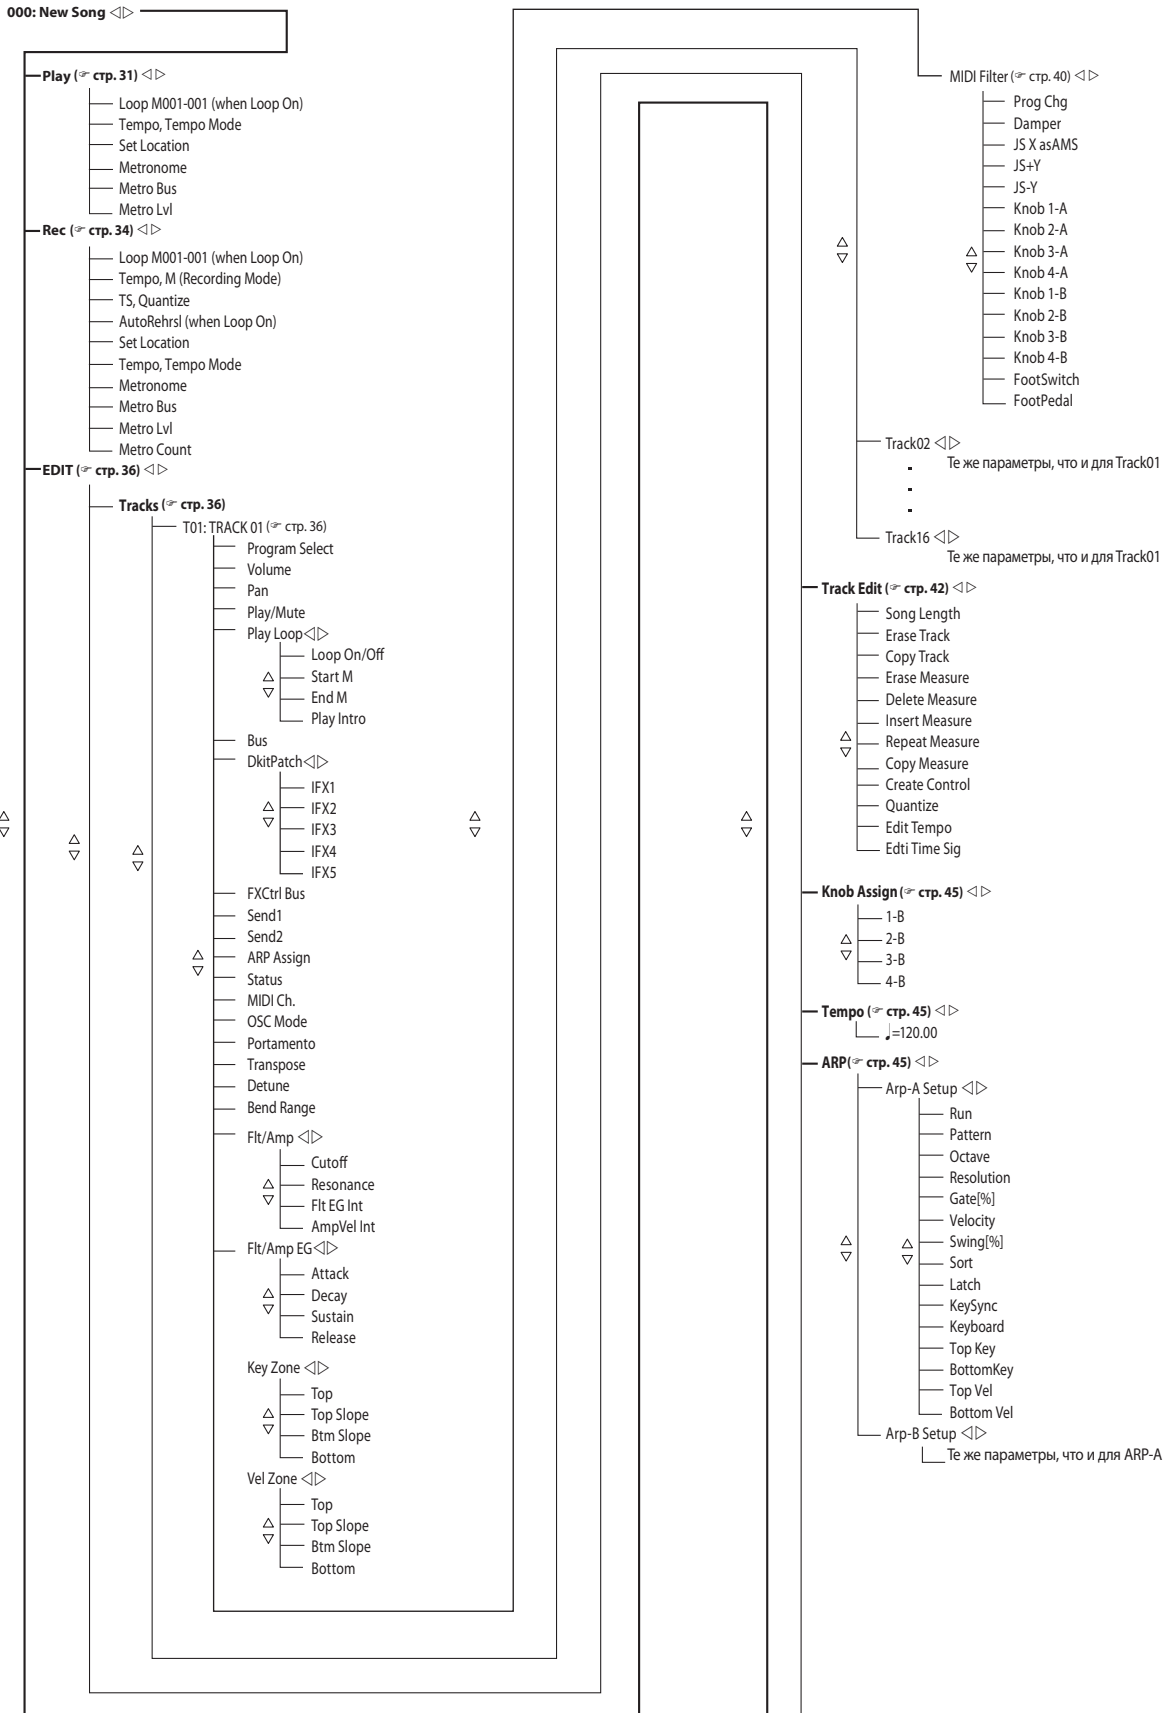 000: New Song ◁▷
Play (☞ стр. 31) ◁▷
Loop M001-001 (when Loop On)
Tempo, Tempo Mode
Set Location
Metronome
Metro Bus
Metro Lvl
Rec (☞ стр. 34) ◁▷
Loop M001-001 (when Loop On)
Tempo, M (Recording Mode)
TS, Quantize
AutoRehrsl (when Loop On)
Set Location
Tempo, Tempo Mode
Metronome
Metro Bus
Metro Lvl
Metro Count
EDIT (☞ стр. 36) ◁▷
Tracks (☞ стр. 36)
T01: TRACK 01 (☞ стр. 36)
Program Select
Volume
Pan
Play/Mute
Play Loop◁▷
Loop On/Off
Start M
End M
Play Intro
Bus
DkitPatch◁▷
IFX1
IFX2
IFX3
IFX4
IFX5
FXCtrl Bus
Send1
Send2
ARP Assign
Status
MIDI Ch.
OSC Mode
Portamento
Transpose
Detune
Bend Range
Flt/Amp ◁▷
Cutoff
Resonance
Flt EG Int
AmpVel Int
Flt/Amp EG◁▷
Attack
Decay
Sustain
Release
Key Zone ◁▷
Top
Top Slope
Btm Slope
Bottom
Vel Zone ◁▷
Top
Top Slope
Btm Slope
Bottom
MIDI Filter (☞ стр. 40) ◁▷
Prog Chg
Damper
JS X asAMS
JS+Y
JS-Y
Knob 1-A
Knob 2-A
Knob 3-A
Knob 4-A
Knob 1-B
Knob 2-B
Knob 3-B
Knob 4-B
FootSwitch
FootPedal
Track02 ◁▷
Те же параметры, что и для Track01
Track16 ◁▷
Те же параметры, что и для Track01
Track Edit (☞ стр. 42) ◁▷
Song Length
Erase Track
Copy Track
Erase Measure
Delete Measure
Insert Measure
Repeat Measure
Copy Measure
Create Control
Quantize
Edit Tempo
Edti Time Sig
Knob Assign (☞ стр. 45) ◁▷
1-B
2-B
3-B
4-B
Tempo (☞ стр. 45) ◁▷
♩=120.00
ARP(☞ стр. 45) ◁▷
Arp-A Setup ◁▷
Run
Pattern
Octave
Resolution
Gate[%]
Velocity
Swing[%]
Sort
Latch
KeySync
Keyboard
Top Key
BottomKey
Top Vel
Bottom Vel
Arp-B Setup ◁▷
Те же параметры, что и для ARP-A